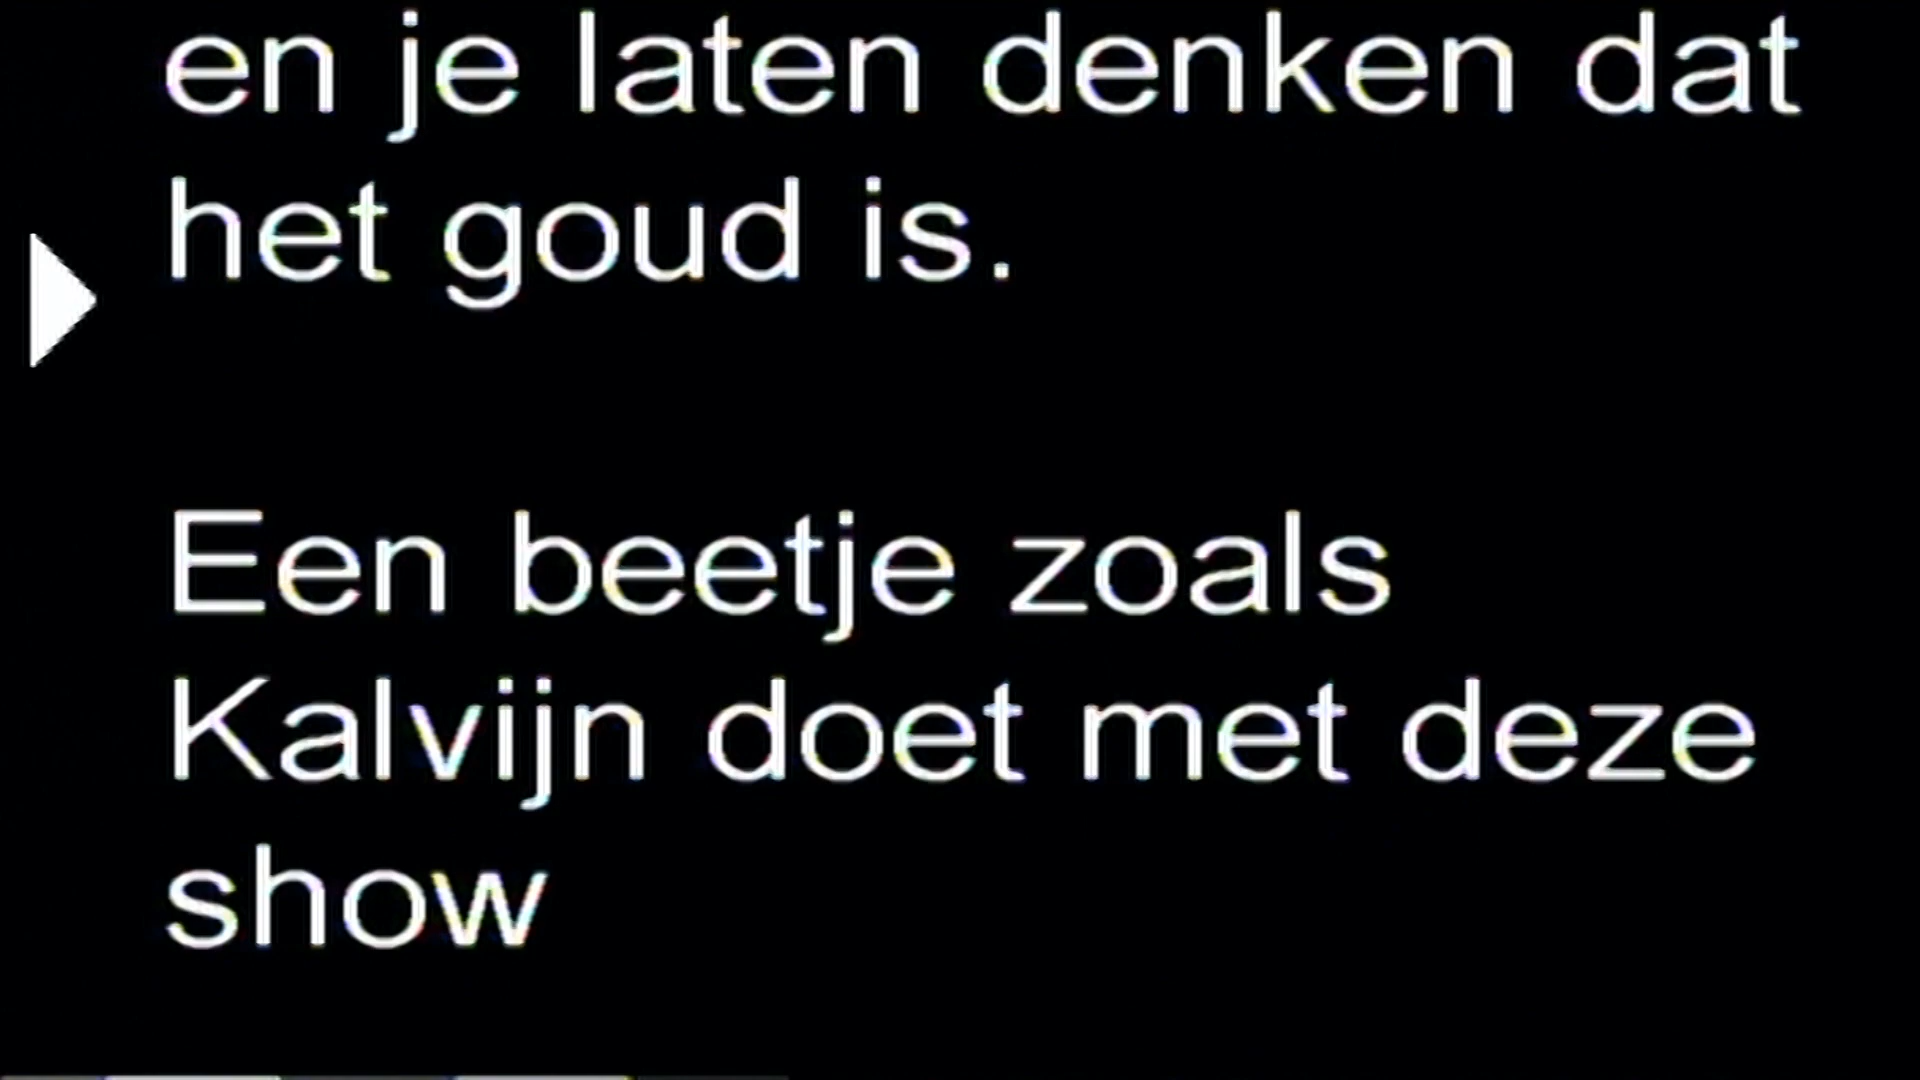 en je laten denken dat
het goud is.
Een beetje zoals
Kalvijn doet met deze
show